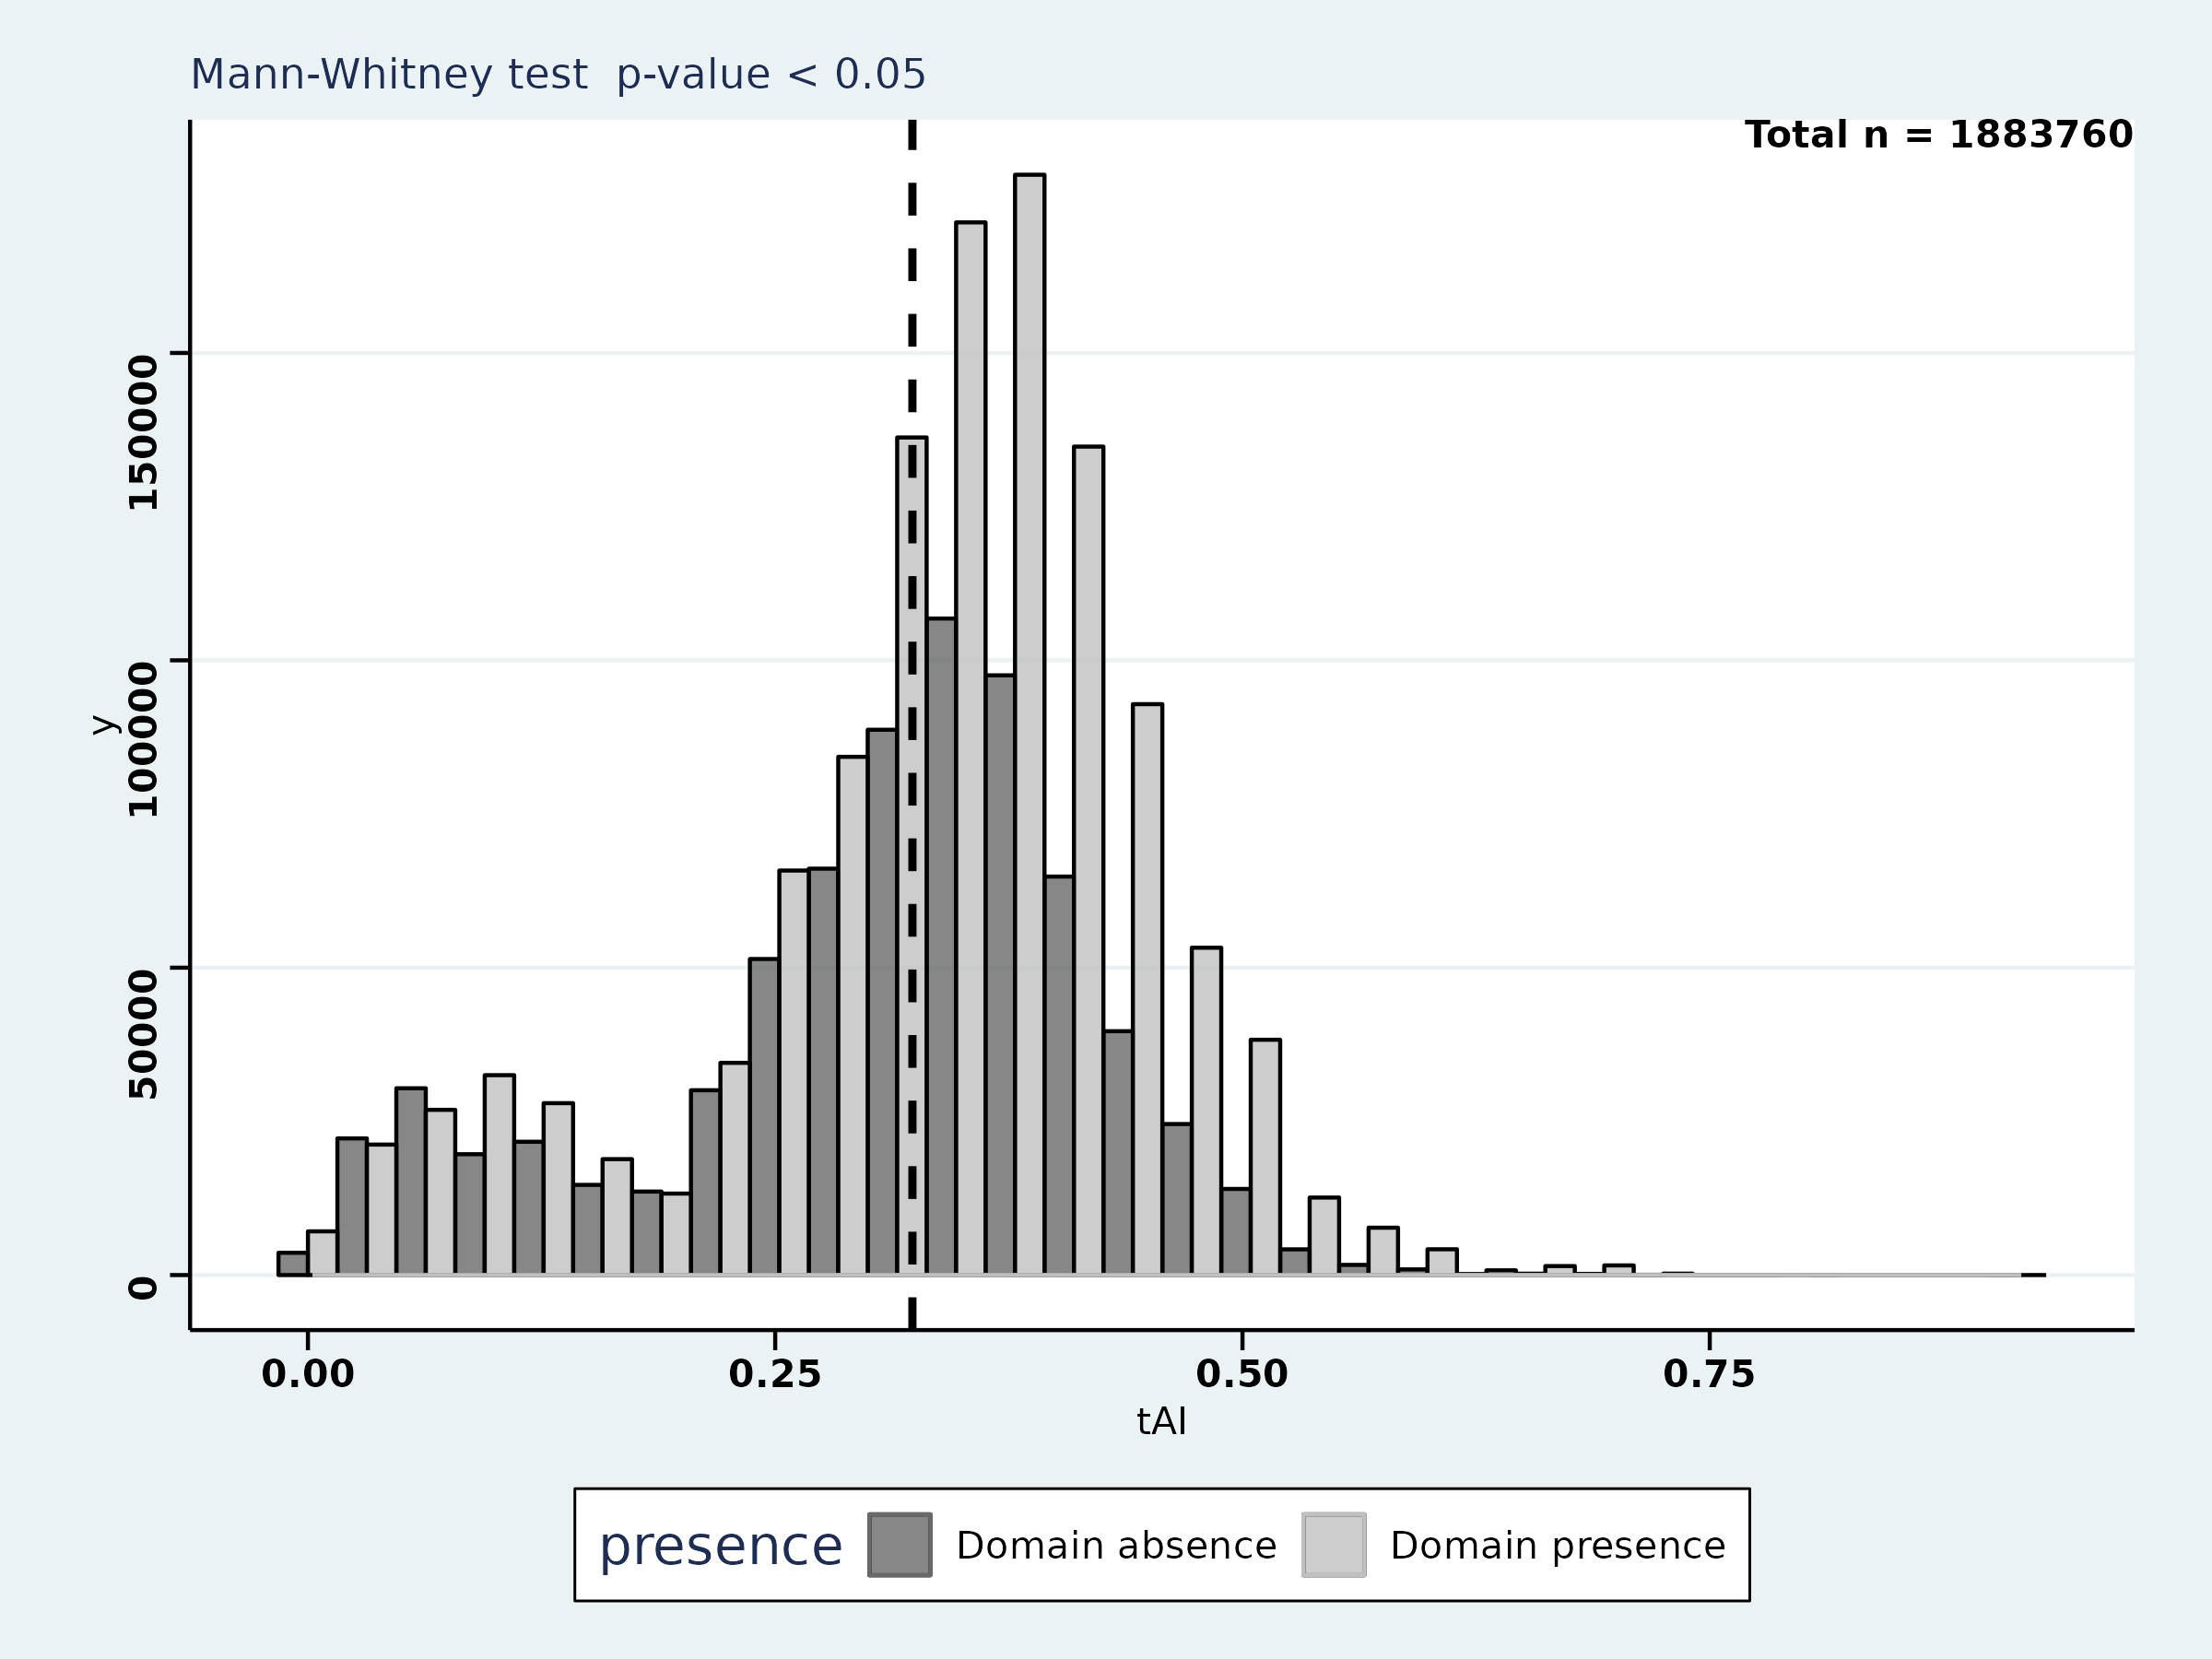 Mann-Whitney test  p-value < 0.05
Total n = 1883760
y
150000
100000
50000
0
0.00 0.25 0.50 0.75
tAI
presence Domain absence Domain presence